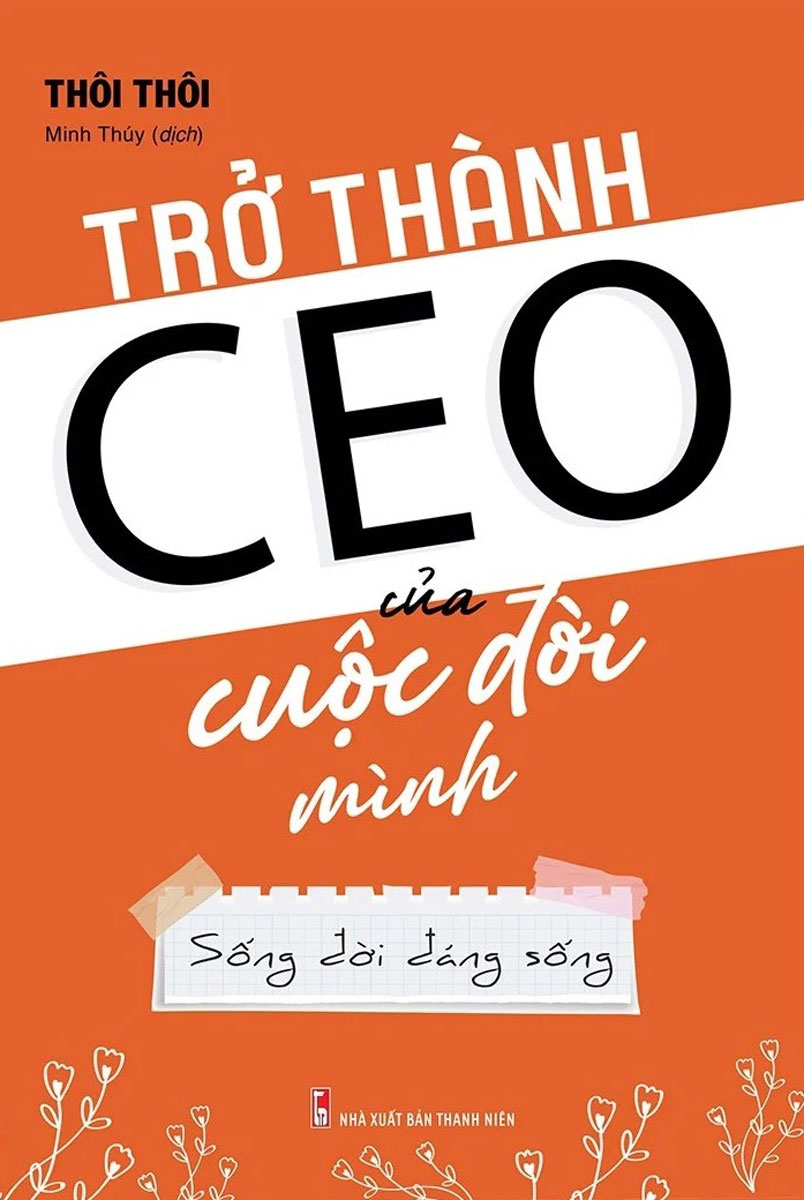 THÔI THÔI
Minh Thúy (dịch)
TRỞ THÀNH
CEO
của
cuộc đời
mình
Sống đời đáng sống
NHÀ XUẤT BẢN THANH NIÊN